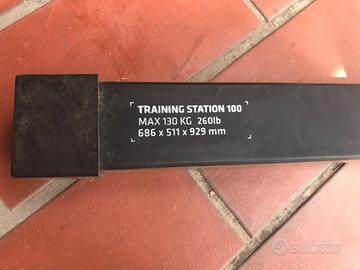 TRAINING STATION 100
MAX 130 KG 260lb
686 x 511 x 929 mm
subito